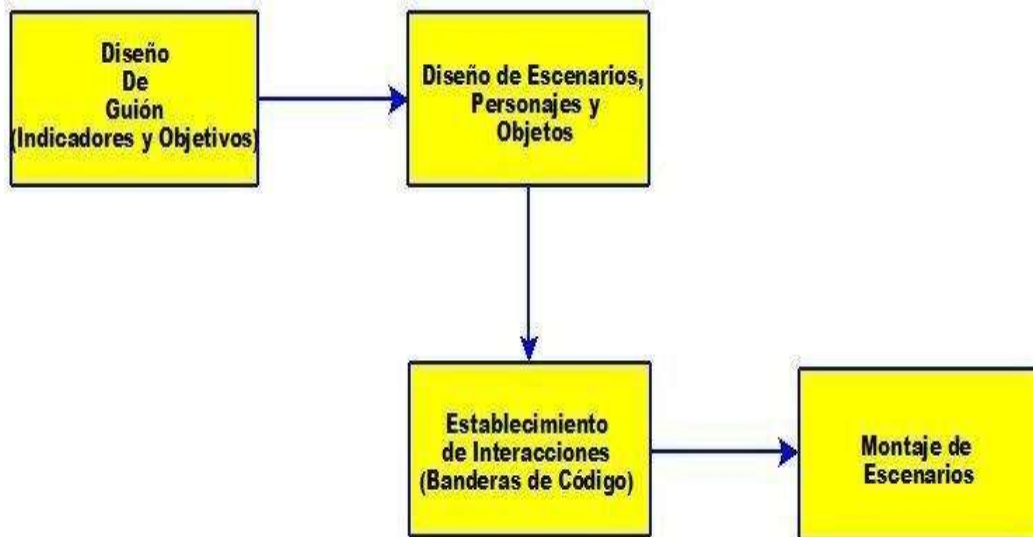 Diseño
De
Guión
(Indicadores y Objetivos)
Diseño de Escenarios,
Personajes y
Objetos
Establecimiento
de Interacciones
(Banderas de Código)
Montaje de
Escenarios